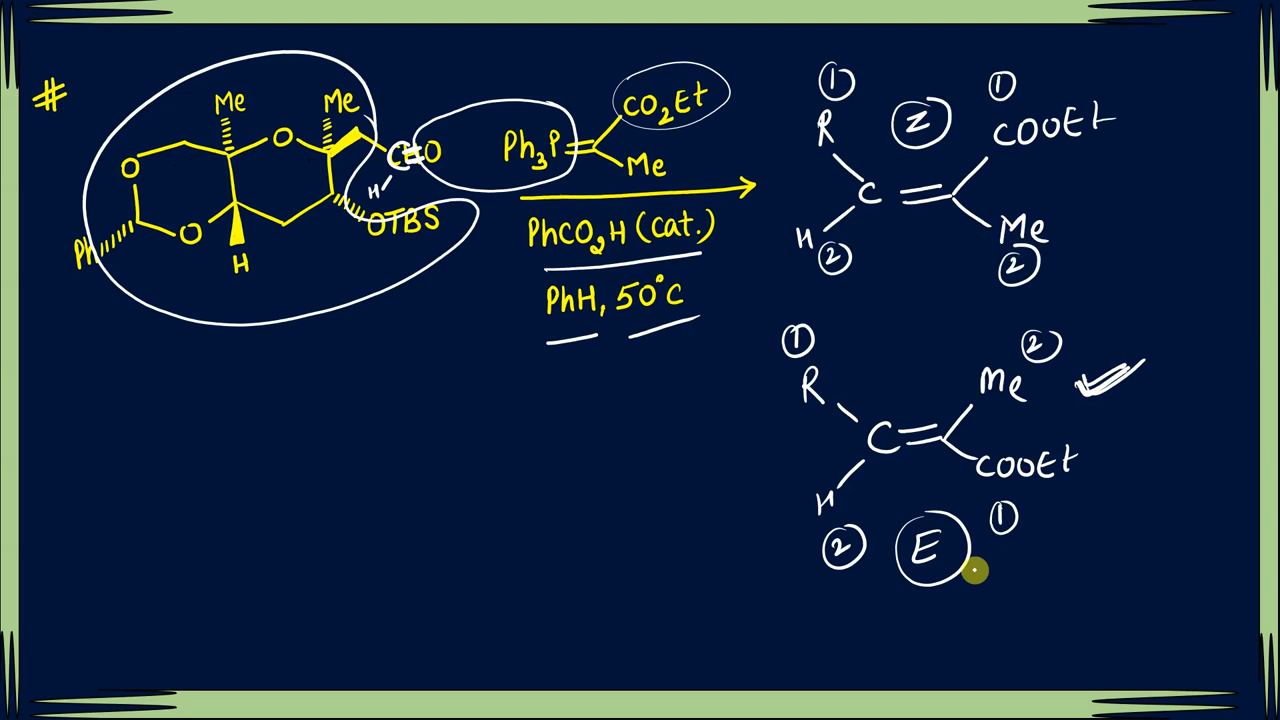 #
Me
Me
O
O
O
C=O
H
OTBS
Ph
H
Ph₃P
CO₂Et
Me
PhCO₂H (Cat.)
PhH, 50°C
①
①
R
Z
COOEt
C
H
Me
②
②
①
②
R
Me
C
COOEt
H
①
②
E